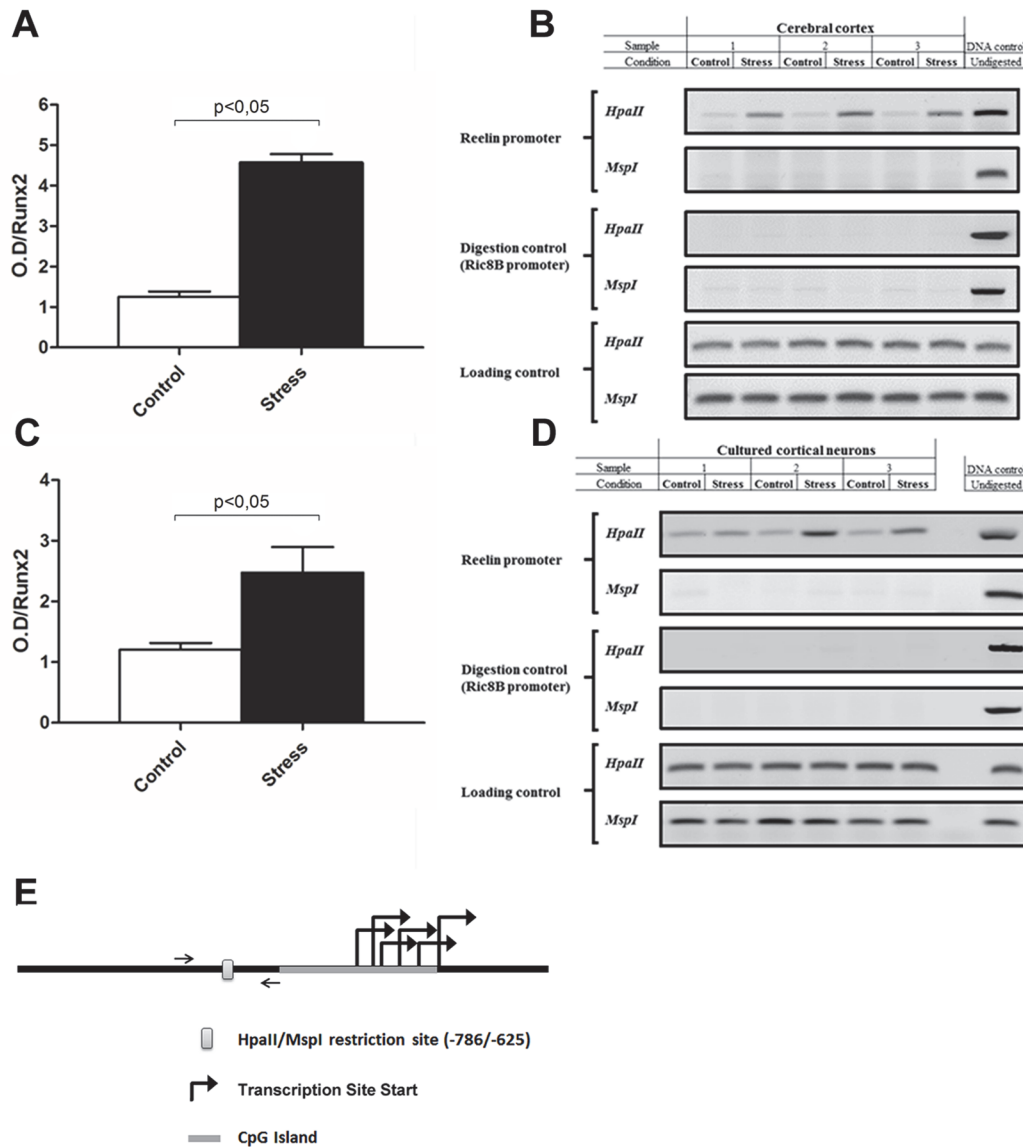 A
p<0,05
6
5
4
3
2
1
0
O.D/Runx2
Control
Stress
B
Cerebral cortex
Sample 1 2 3 DNA control
Condition Control Stress Control Stress Control Stress Undigested
Reelin promoter
HpaII
MspI
Digestion control
(Ric8B promoter)
HpaII
MspI
Loading control
HpaII
MspI
C
p<0,05
4
3
2
1
0
O.D/Runx2
Control
Stress
D
Cultured cortical neurons
Sample 1 2 3 DNA control
Condition Control Stress Control Stress Control Stress Undigested
Reelin promoter
HpaII
MspI
Digestion control
(Ric8B promoter)
HpaII
MspI
Loading control
HpaII
MspI
E
HpaII/MspI restriction site (-786/-625)
Transcription Site Start
CpG Island